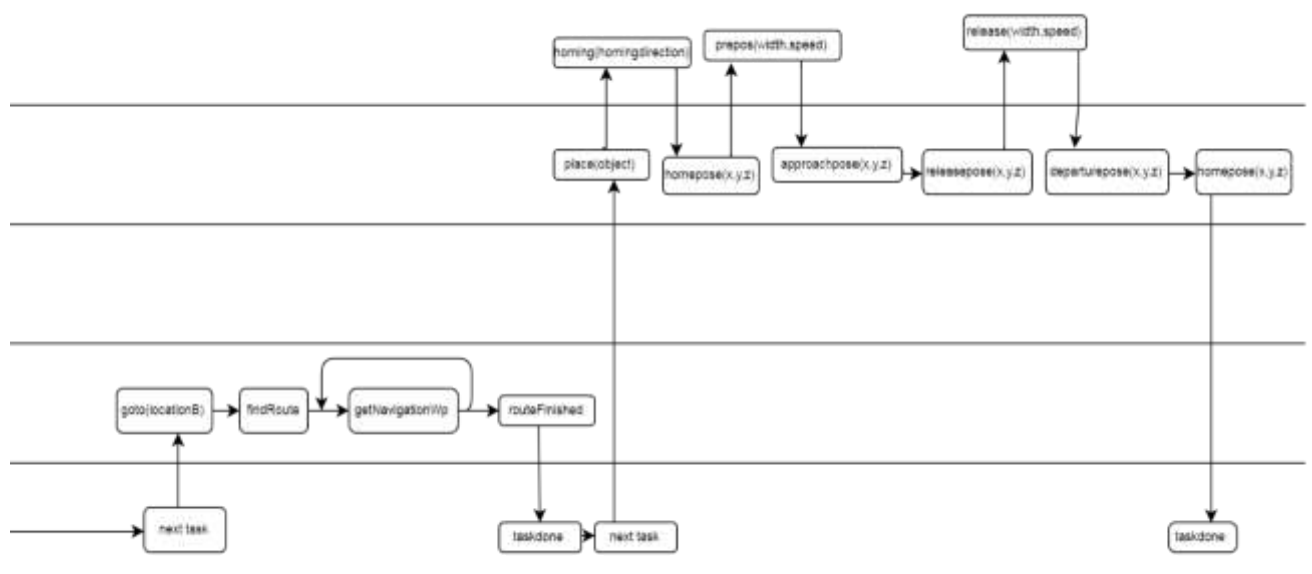 homing(homingdirection)
prepos(width,speed)
release(width,speed)
place(object)
homepose(x,y,z)
approachpose(x,y,z)
releasepose(x,y,z)
departurepose(x,y,z)
homepose(x,y,z)
goto(locationB)
findRoute
getNavigationWp
routeFinished
next task
taskdone
next task
taskdone